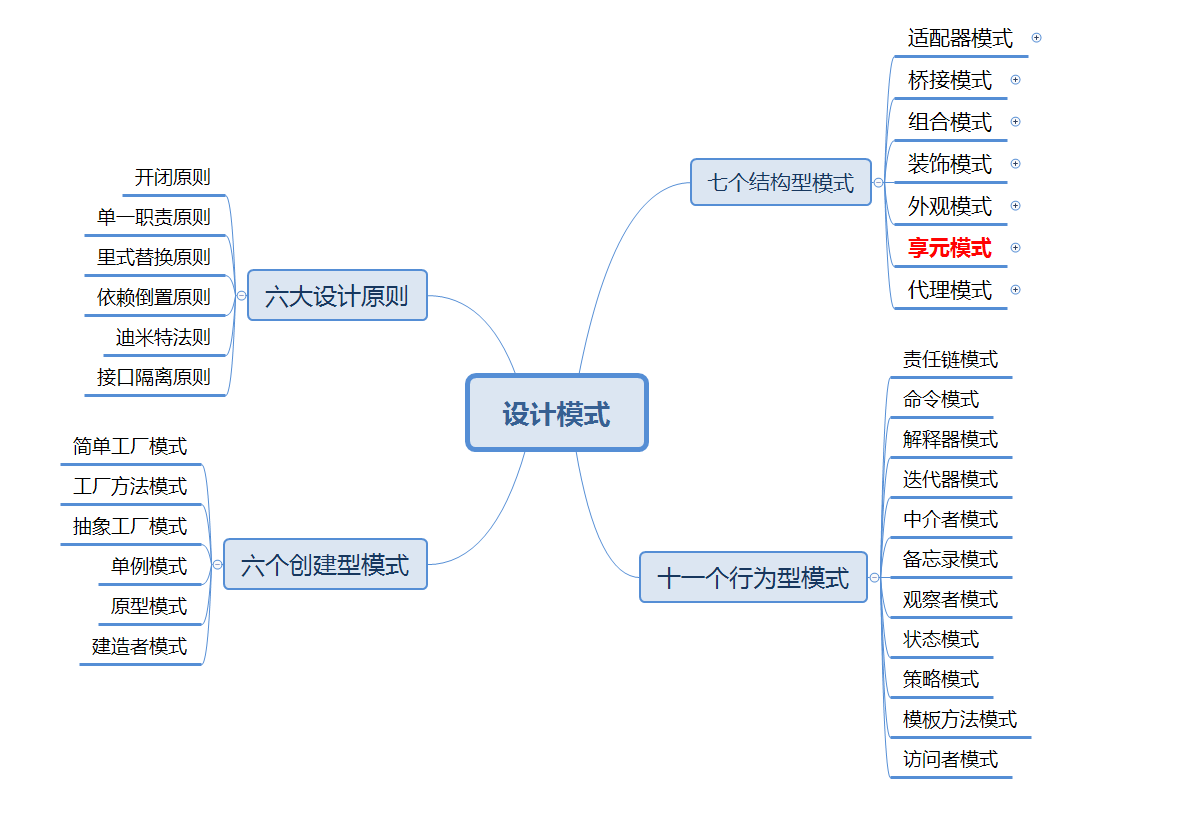 设计模式
六大设计原则
开闭原则
单一职责原则
里式替换原则
依赖倒置原则
迪米特法则
接口隔离原则
六个创建型模式
简单工厂模式
工厂方法模式
抽象工厂模式
单例模式
原型模式
建造者模式
七个结构型模式
适配器模式
桥接模式
组合模式
装饰模式
外观模式
享元模式
代理模式
十一个行为型模式
责任链模式
命令模式
解释器模式
迭代器模式
中介者模式
备忘录模式
观察者模式
状态模式
策略模式
模板方法模式
访问者模式